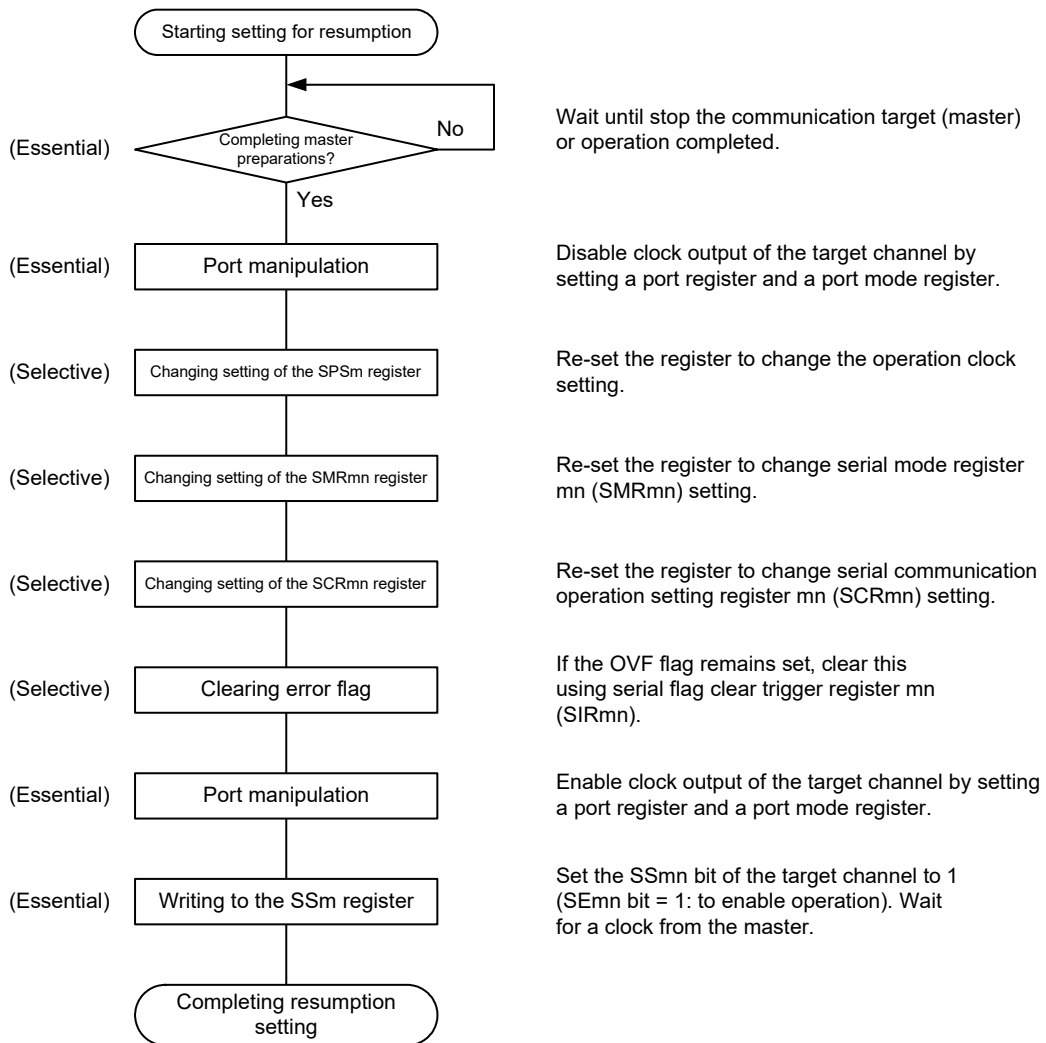 Starting setting for resumption
(Essential)
Completing master
preparations?
No
Yes
Wait until stop the communication target (master)
or operation completed.
(Essential)
Port manipulation
Disable clock output of the target channel by
setting a port register and a port mode register.
(Selective)
Changing setting of the SPSm register
Re-set the register to change the operation clock
setting.
(Selective)
Changing setting of the SMRmn register
Re-set the register to change serial mode register
mn (SMRmn) setting.
(Selective)
Changing setting of the SCRmn register
Re-set the register to change serial communication
operation setting register mn (SCRmn) setting.
(Selective)
Clearing error flag
If the OVF flag remains set, clear this
using serial flag clear trigger register mn
(SIRmn).
(Essential)
Port manipulation
Enable clock output of the target channel by setting
a port register and a port mode register.
(Essential)
Writing to the SSm register
Set the SSmn bit of the target channel to 1
(SEmn bit = 1: to enable operation). Wait
for a clock from the master.
Completing resumption
setting